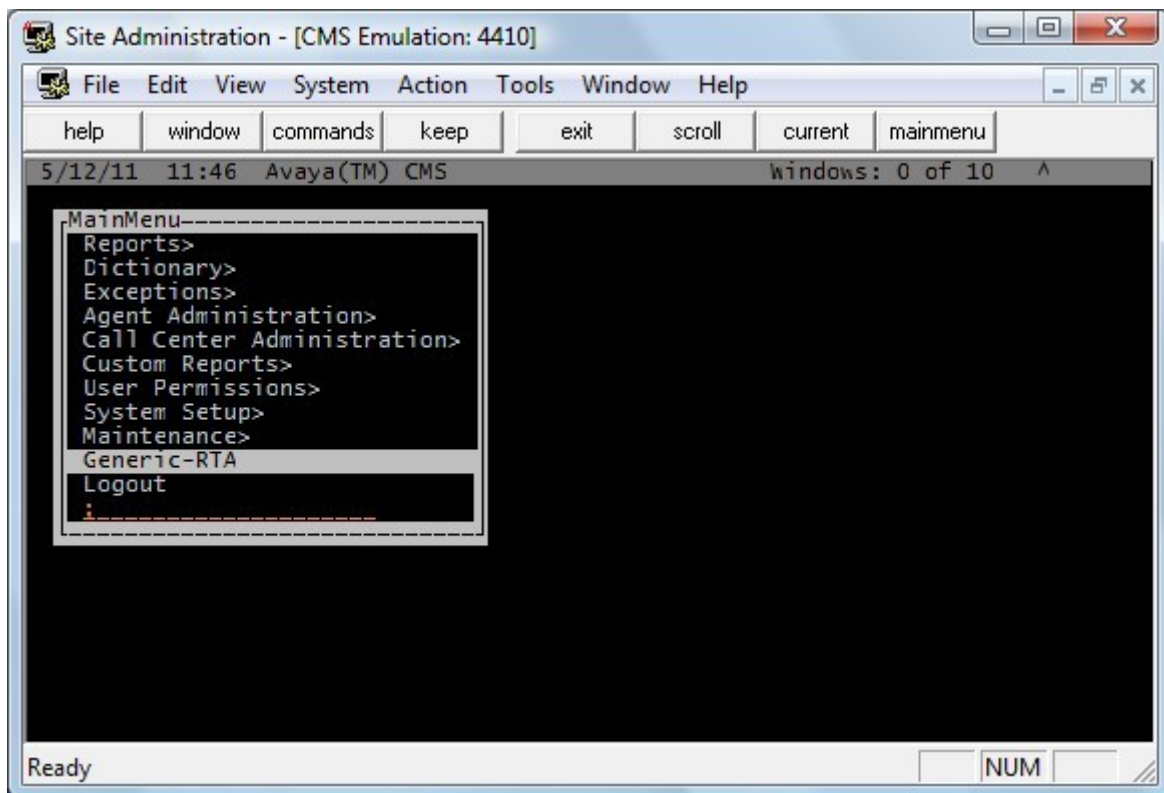 Site Administration - [CMS Emulation: 4410]
File Edit View System Action Tools Window Help
help window commands keep exit scroll current mainmenu
5/12/11 11:46 Avaya(TM) CMS Windows: 0 of 10 ^
MainMenu
Reports>
Dictionary>
Exceptions>
Agent Administration>
Call Center Administration>
Custom Reports>
User Permissions>
System Setup>
Maintenance>
Generic-RTA
Logout
:____________________
Ready NUM